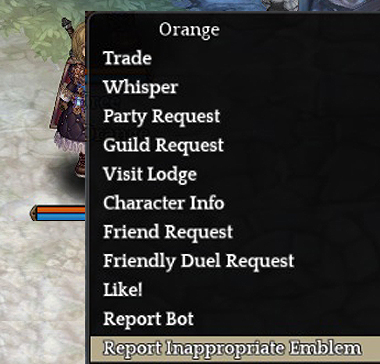 Orange
Trade
Whisper
Party Request
Guild Request
Visit Lodge
Character Info
Friend Request
Friendly Duel Request
Like!
Report Bot
Report Inappropriate Emblem